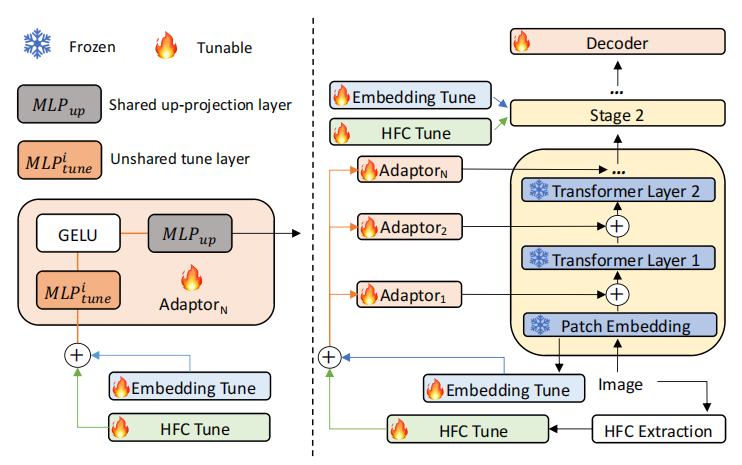 Frozen
Tunable
MLP_up
Shared up-projection layer
MLP^i_tune
Unshared tune layer
GELU
MLP_up
MLP^i_tune
Adaptor_N
+
Embedding Tune
HFC Tune
Decoder
...
Embedding Tune
Stage 2
HFC Tune
Adaptor_N
...
Transformer Layer 2
Adaptor_2
+
Transformer Layer 1
Adaptor_1
+
Patch Embedding
+
Embedding Tune
Image
HFC Tune
HFC Extraction